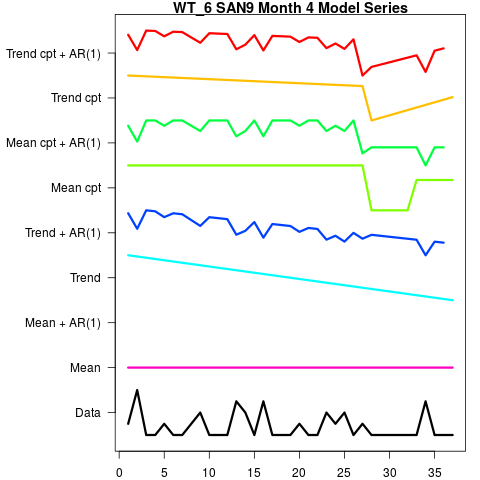 WT_6 SAN9 Month 4 Model Series
Trend cpt + AR(1)
Trend cpt
Mean cpt + AR(1)
Mean cpt
Trend + AR(1)
Trend
Mean + AR(1)
Mean
Data
0 5 10 15 20 25 30 35